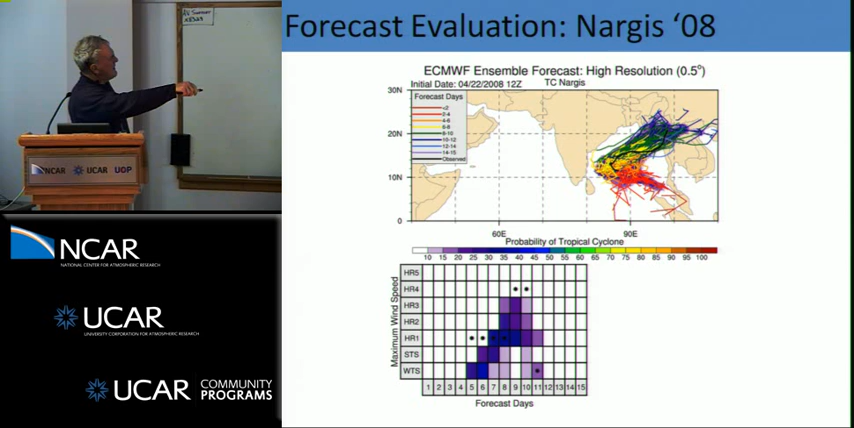 Forecast Evaluation: Nargis ‘08
ECMWF Ensemble Forecast: High Resolution (0.5°)
Initial Date: 04/22/2008 12Z
TC Nargis
30N
20N
10N
0
Forecast Days
<2
2-4
4-6
6-8
8-10
10-12
12-14
14-15
Observed
60E
90E
Probability of Tropical Cyclone
10 15 20 25 30 35 40 45 50 55 60 65 70 75 80 85 90 95 100
Maximum Wind Speed
HR5
HR4
HR3
HR2
HR1
STS
WTS
1 2 3 4 5 6 7 8 9 10 11 12 13 14 15
Forecast Days
NCAR UCAR UOP
NCAR
NATIONAL CENTER FOR ATMOSPHERIC RESEARCH
UCAR
UNIVERSITY CORPORATION FOR ATMOSPHERIC RESEARCH
UCAR COMMUNITY
PROGRAMS